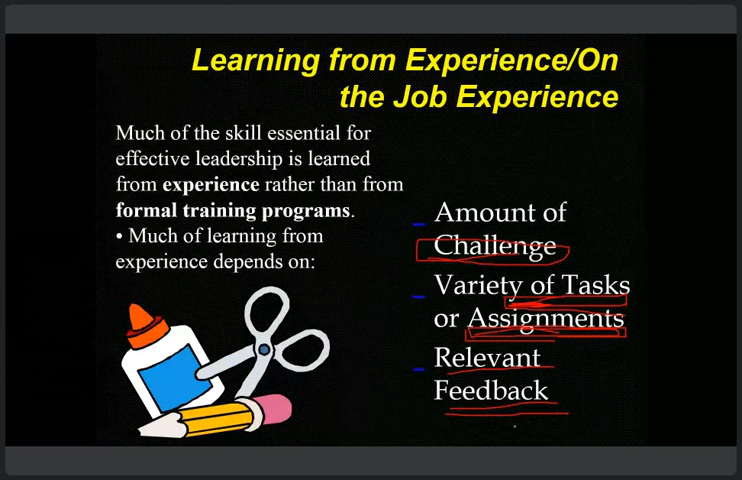 Learning from Experience/On
the Job Experience
Much of the skill essential for
effective leadership is learned
from experience rather than from
formal training programs.
• Much of learning from
experience depends on:
– Amount of
Challenge
– Variety of Tasks
or Assignments
– Relevant
Feedback